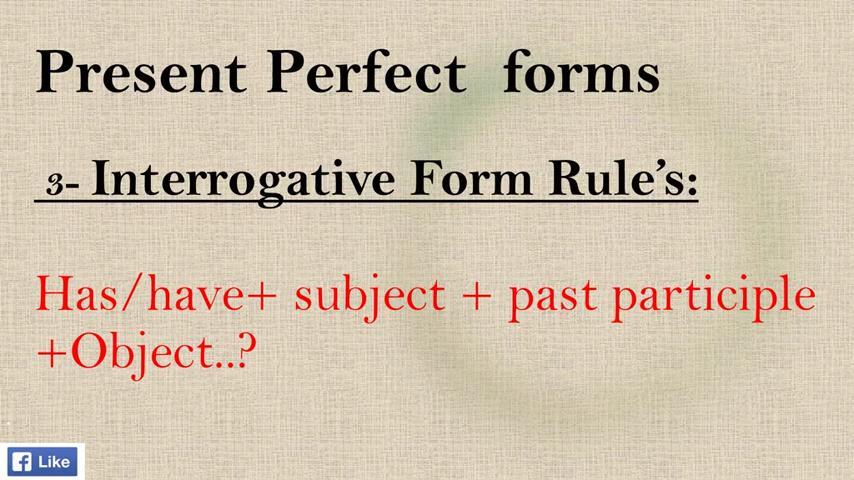 Present Perfect forms
3- Interrogative Form Rule's:
Has/have+ subject + past participle
+Object..?
Like